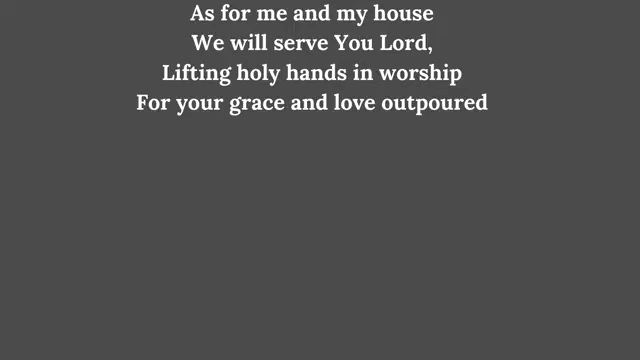 As for me and my house
We will serve You Lord,
Lifting holy hands in worship
For your grace and love outpoured